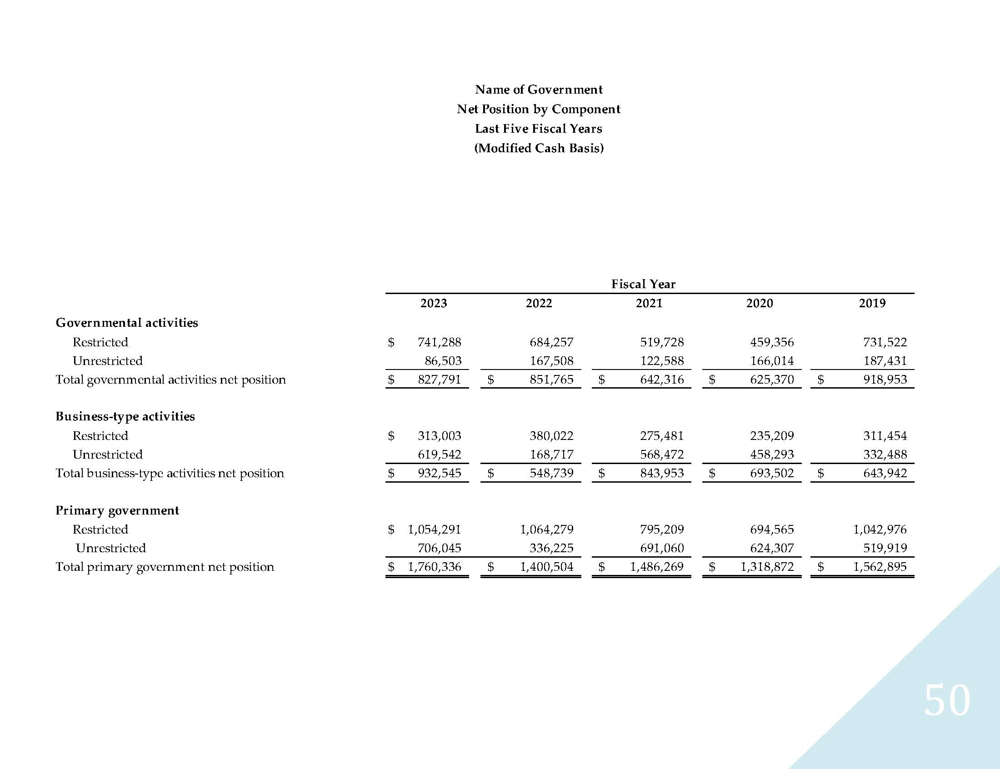 Name of Government
Net Position by Component
Last Five Fiscal Years
(Modified Cash Basis)
Fiscal Year
2023 2022 2021 2020 2019
Governmental activities
Restricted $ 741,288 684,257 519,728 459,356 731,522
Unrestricted 86,503 167,508 122,588 166,014 187,431
Total governmental activities net position $ 827,791 $ 851,765 $ 642,316 $ 625,370 $ 918,953
Business-type activities
Restricted $ 313,003 380,022 275,481 235,209 311,454
Unrestricted 619,542 168,717 568,472 458,293 332,488
Total business-type activities net position $ 932,545 $ 548,739 $ 843,953 $ 693,502 $ 643,942
Primary government
Restricted $ 1,054,291 1,064,279 795,209 694,565 1,042,976
Unrestricted 706,045 336,225 691,060 624,307 519,919
Total primary government net position $ 1,760,336 $ 1,400,504 $ 1,486,269 $ 1,318,872 $ 1,562,895
50